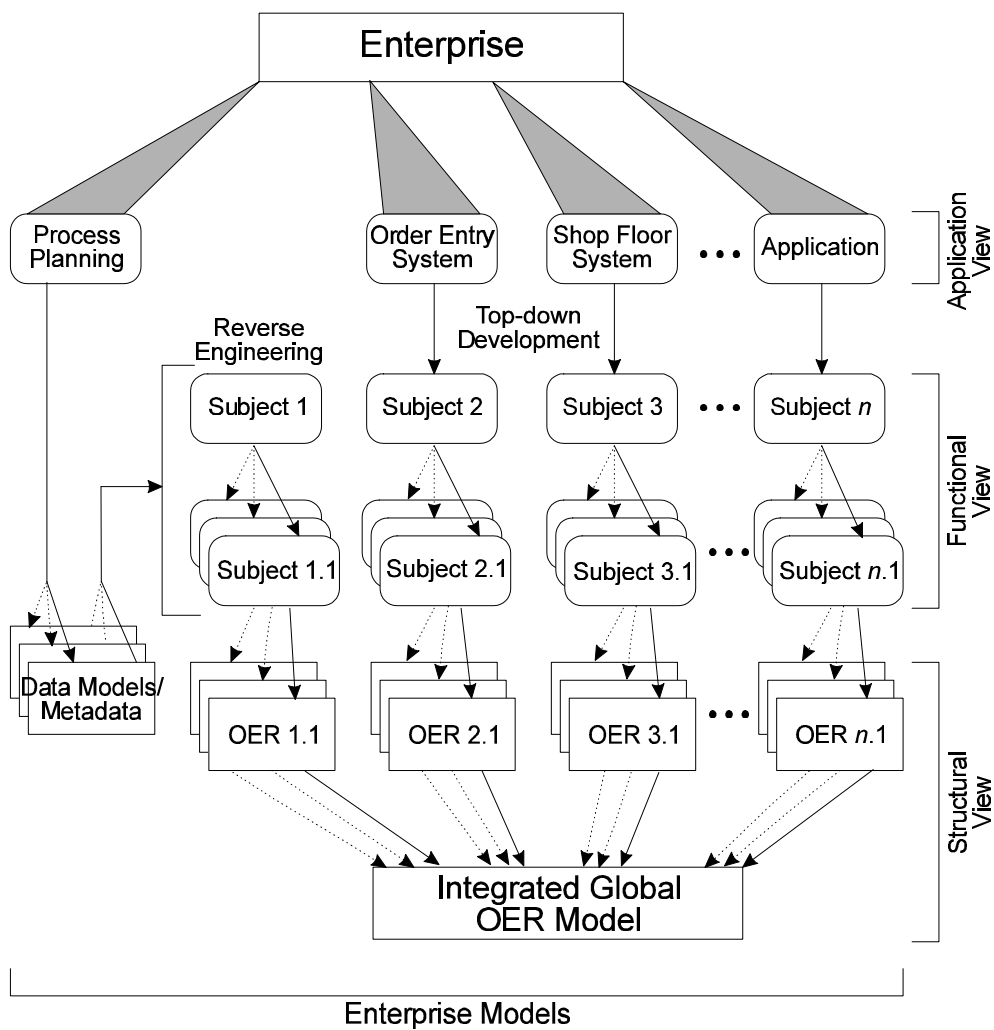 Enterprise
Process
Planning
Order Entry
System
Shop Floor
System
•••
Application
Application View
Reverse
Engineering
Top-down
Development
Subject 1
Subject 2
Subject 3
•••
Subject n
Functional
View
Subject 1.1
Subject 2.1
Subject 3.1
•••
Subject n.1
Data Models/
Metadata
OER 1.1
OER 2.1
OER 3.1
•••
OER n.1
Structural
View
Integrated Global
OER Model
Enterprise Models